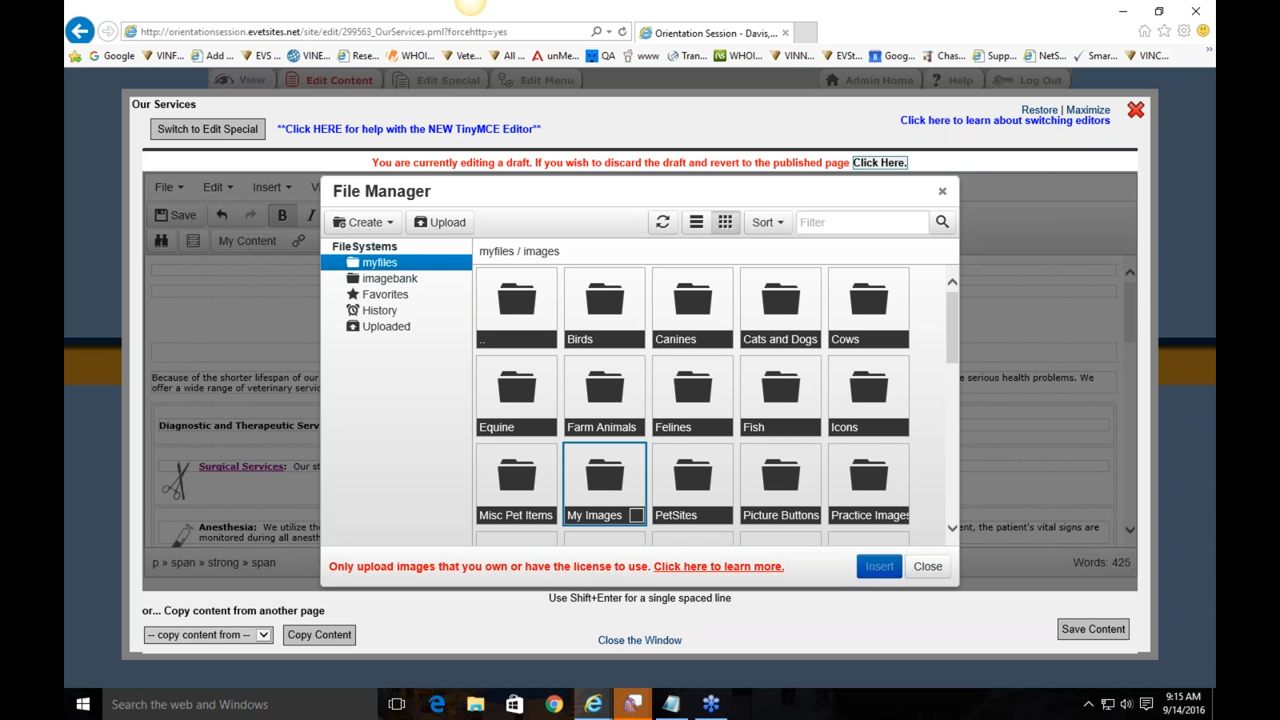 http://orientationsession.evetsites.net/site/edit/299563_OurServices.pml?forcehttp=yes
Orientation Session - Davis,...
Google VINF... Add ... EVS ... VINE... Rese... WHOI... Vete... All ... unMe... QA www Tran... WHOI... VINN... EVSt... Goog... Chas... Supp... NetS... Smar... VINC...
View Edit Content Edit Special Edit Menu Admin Home Help Log Out
Our Services
Restore | Maximize
Switch to Edit Special **Click HERE for help with the NEW TinyMCE Editor**
Click here to learn about switching editors
You are currently editing a draft. If you wish to discard the draft and revert to the published page Click Here.
File Edit Insert V
File Manager
Save B I
Create Upload Sort Filter
My Content
FileSystems
myfiles
imagebank
Favorites
History
Uploaded
myfiles / images
.. Birds Canines Cats and Dogs Cows
Equine Farm Animals Felines Fish Icons
Misc Pet Items My Images PetSites Picture Buttons Practice Images
Because of the shorter lifespan of our
e serious health problems. We
offer a wide range of veterinary servic
Diagnostic and Therapeutic Serv
Surgical Services: Our st
Anesthesia: We utilize th
ent, the patient's vital signs are
monitored during all anesth
p » span » strong » span
Words: 425
Only upload images that you own or have the license to use. Click here to learn more.
Insert Close
Use Shift+Enter for a single spaced line
or... Copy content from another page
-- copy content from -- Copy Content
Close the Window
Save Content
Search the web and Windows
9:15 AM
9/14/2016